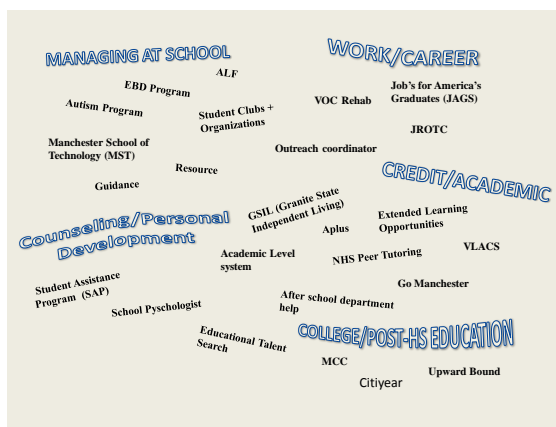 MANAGING AT SCHOOL
WORK/CAREER
ALF
EBD Program
Job's for America's
Graduates (JAGS)
VOC Rehab
Autism Program
Student Clubs +
Organizations
JROTC
Manchester School of
Technology (MST)
Outreach coordinator
Resource
CREDIT/ACADEMIC
Guidance
GSIL (Granite State
Independent Living)
Extended Learning
Opportunities
Counseling/Personal
Development
Aplus
VLACS
Academic Level
system
NHS Peer Tutoring
Student Assistance
Program (SAP)
Go Manchester
School Pyschologist
After school department
help
COLLEGE/POST-HS EDUCATION
Educational Talent
Search
MCC
Upward Bound
Cityear